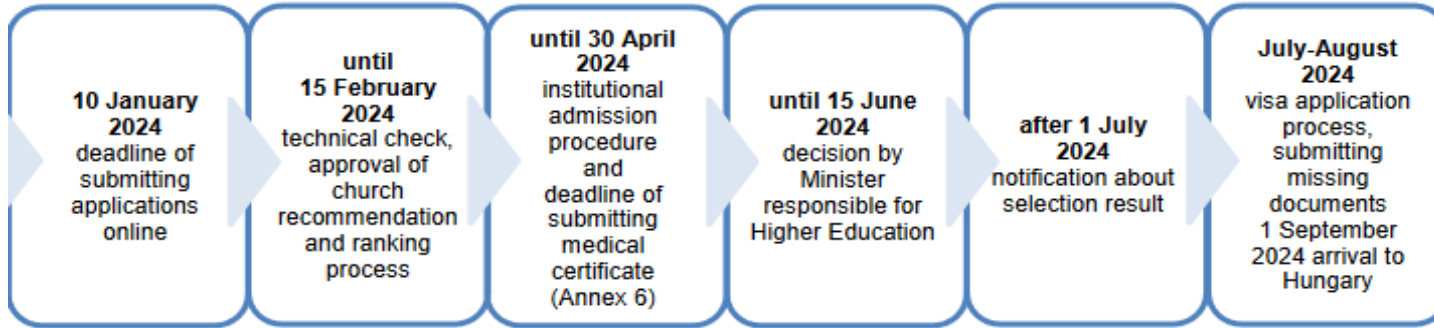 10 January
2024
deadline of
submitting
applications
online
until
15 February
2024
technical check,
approval of
church
recommendation
and ranking
process
until 30 April
2024
institutional
admission
procedure
and
deadline of
submitting
medical
certificate
(Annex 6)
until 15 June
2024
decision by
Minister
responsible for
Higher Education
after 1 July
2024
notification about
selection result
July-August
2024
visa application
process,
submitting
missing
documents
1 September
2024 arrival to
Hungary